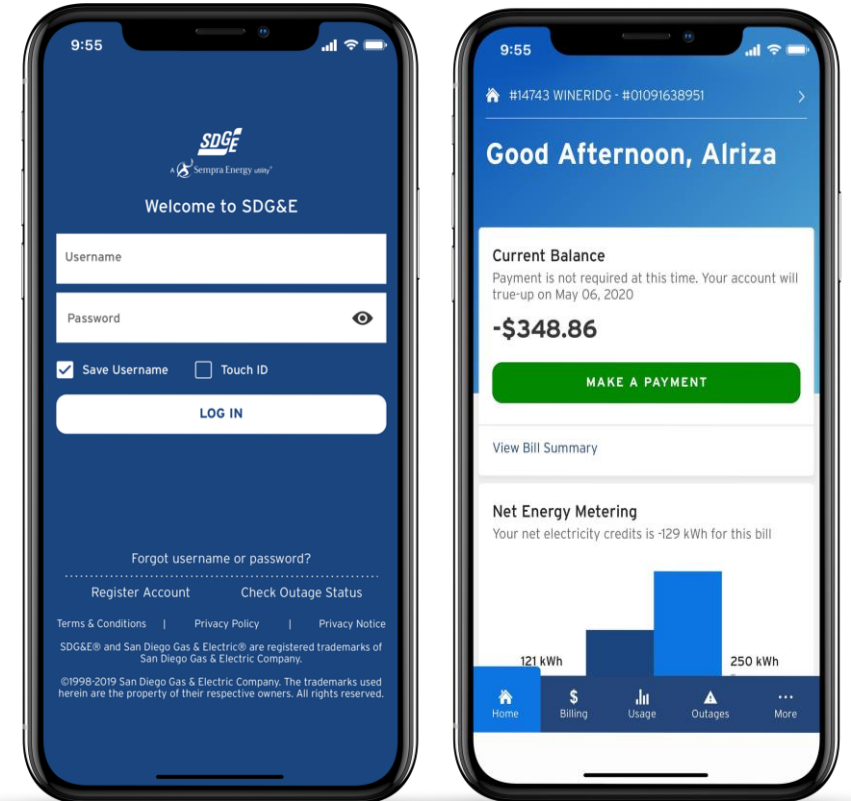 9:55
SDGE
A Sempra Energy utility®
Welcome to SDG&E
Username
Password
Save Username Touch ID
LOG IN
Forgot username or password?
Register Account Check Outage Status
Terms & Conditions | Privacy Policy | Privacy Notice
SDG&E® and San Diego Gas & Electric® are registered trademarks of
San Diego Gas & Electric Company.
©1998-2019 San Diego Gas & Electric Company. The trademarks used
herein are the property of their respective owners. All rights reserved.
9:55
#14743 WINERIDG - #01091638951
Good Afternoon, Alriza
Current Balance
Payment is not required at this time. Your account will
true-up on May 06, 2020
-$348.86
MAKE A PAYMENT
View Bill Summary
Net Energy Metering
Your net electricity credits is -129 kWh for this bill
121 kWh 250 kWh
$
Home Billing Usage Outages More